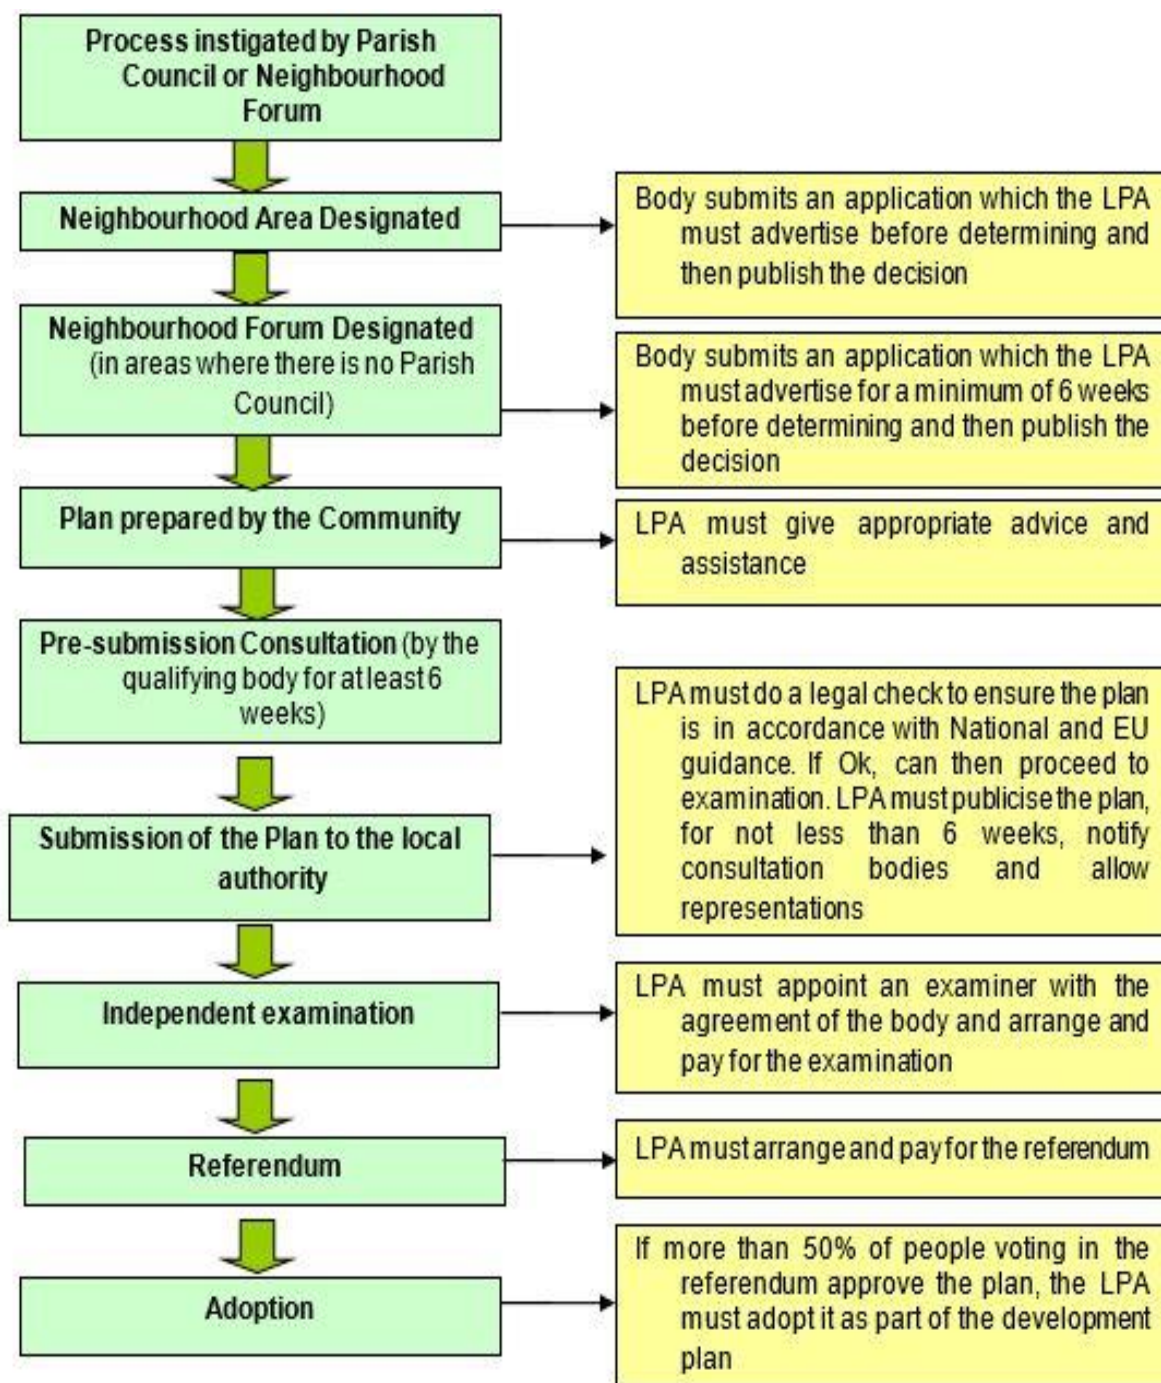 Process instigated by Parish
Council or Neighbourhood
Forum
Neighbourhood Area Designated
Body submits an application which the LPA
must advertise before determining and
then publish the decision
Neighbourhood Forum Designated
(in areas where there is no Parish
Council)
Body submits an application which the LPA
must advertise for a minimum of 6 weeks
before determining and then publish the
decision
Plan prepared by the Community
LPA must give appropriate advice and
assistance
Pre-submission Consultation (by the
qualifying body for at least 6
weeks)
Submission of the Plan to the local
authority
LPA must do a legal check to ensure the plan
is in accordance with National and EU
guidance. If Ok, can then proceed to
examination. LPA must publicise the plan,
for not less than 6 weeks, notify
consultation bodies and allow
representations
Independent examination
LPA must appoint an examiner with the
agreement of the body and arrange and
pay for the examination
Referendum
LPA must arrange and pay for the referendum
Adoption
If more than 50% of people voting in the
referendum approve the plan, the LPA
must adopt it as part of the development
plan